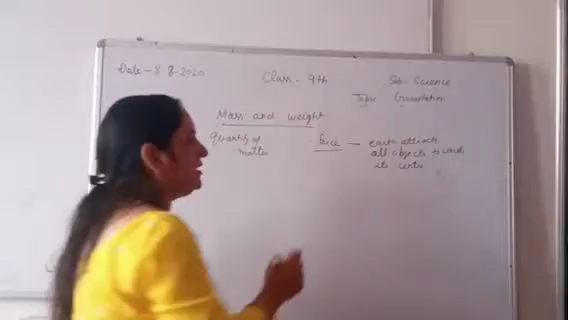 Date - 8-8-2020
Class - 9th
Sub- Science
Topic Gravitation
Mass and weight
quantity of
matter
force — earth attracts
all objects towards
its centre